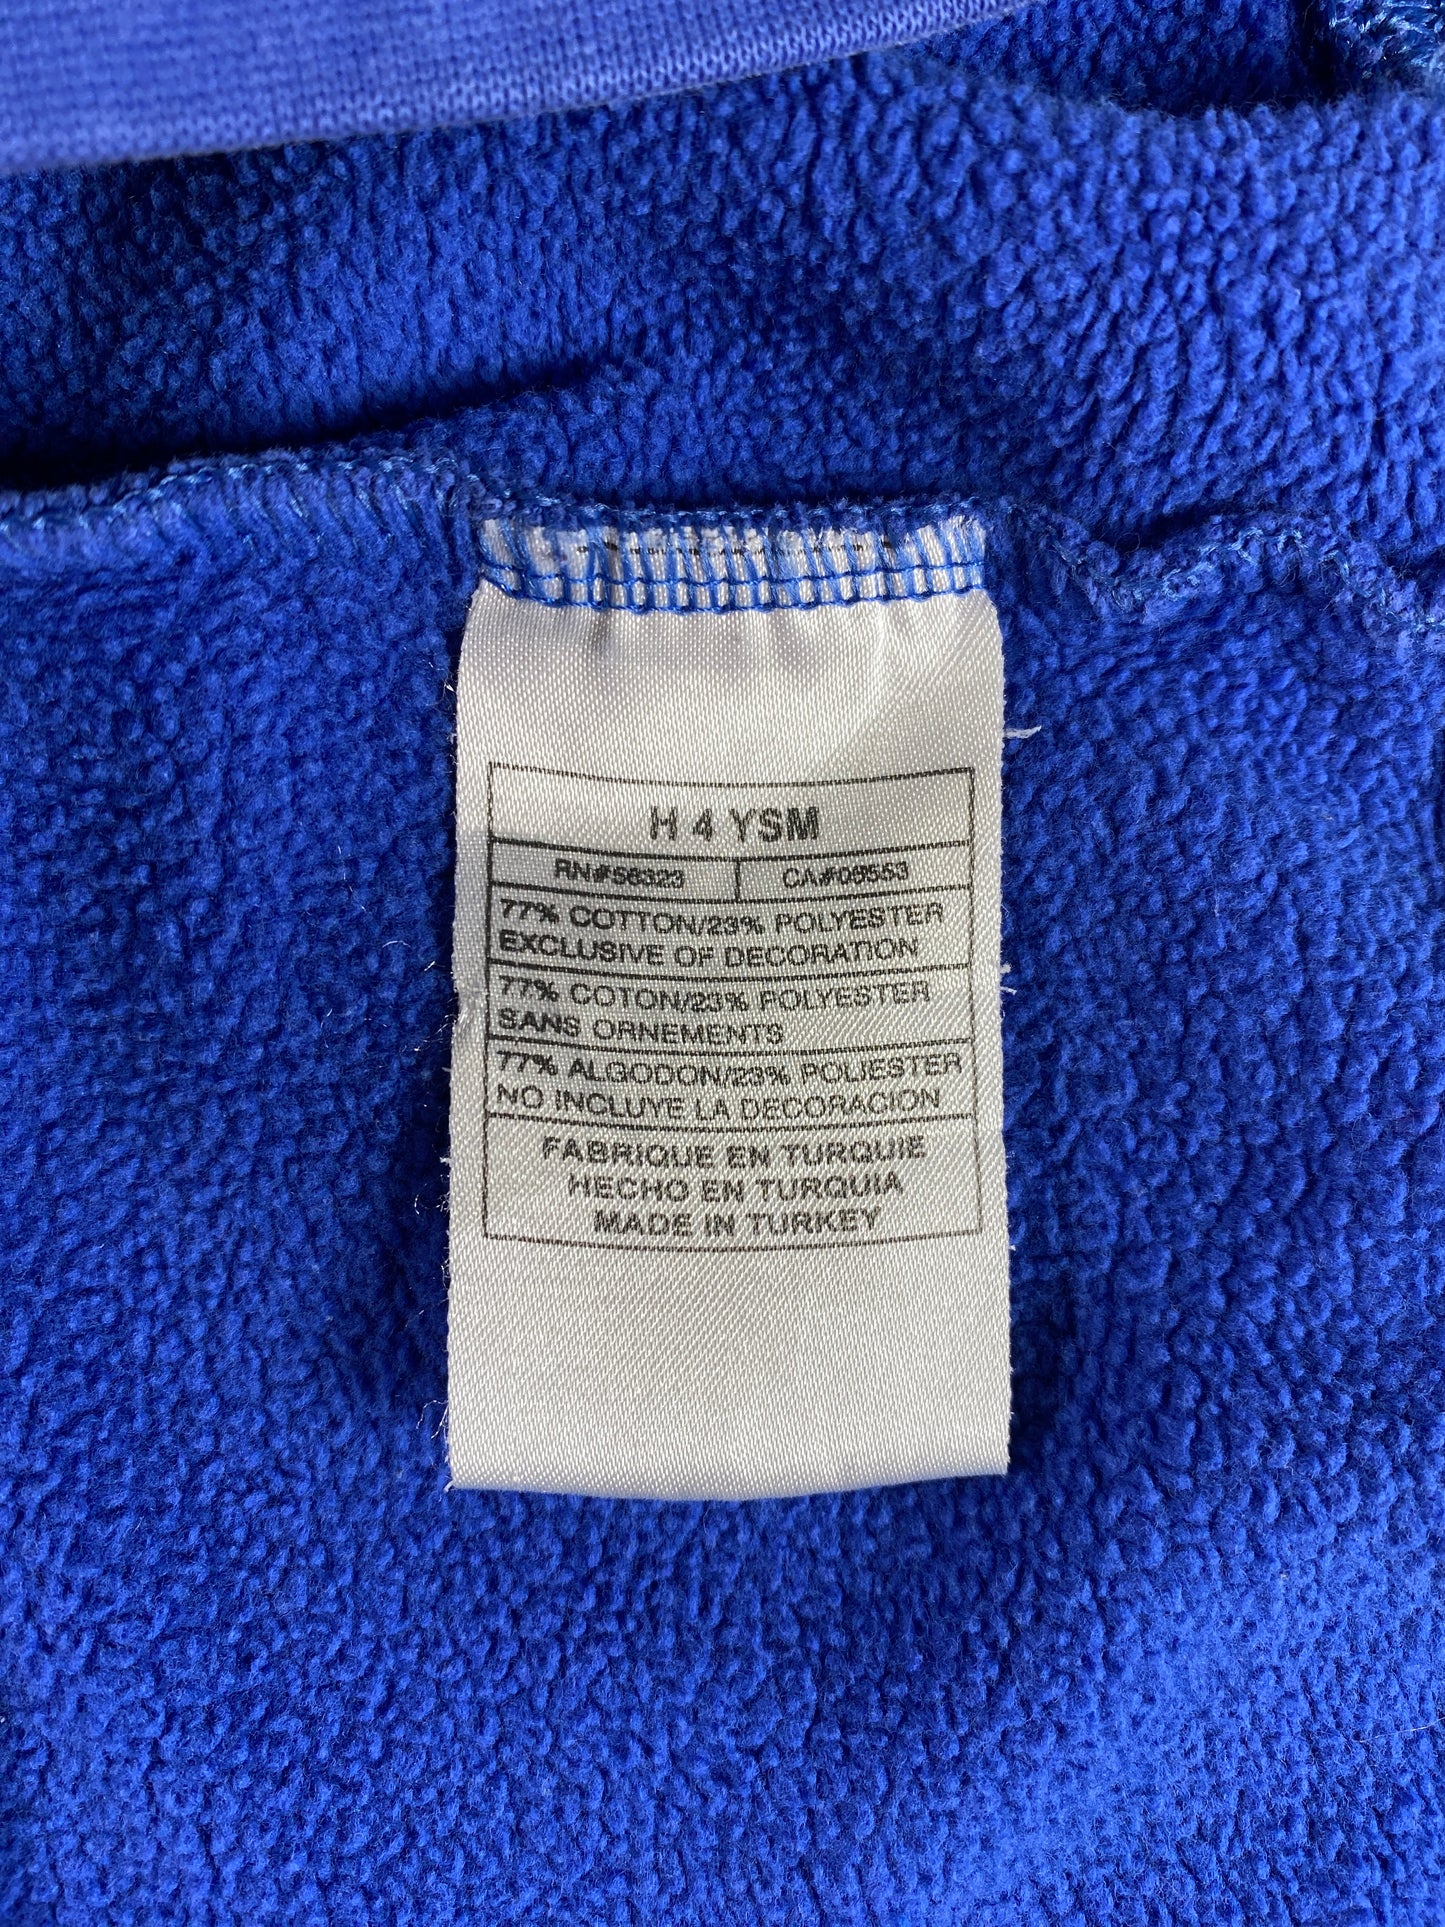 H 4 YSM
RN#56323 CA#05553
77% COTTON/23% POLYESTER
EXCLUSIVE OF DECORATION
77% COTON/23% POLYESTER
SANS ORNEMENTS
77% ALGODON/23% POLIESTER
NO INCLUYE LA DECORACION
FABRIQUE EN TURQUIE
HECHO EN TURQUIA
MADE IN TURKEY